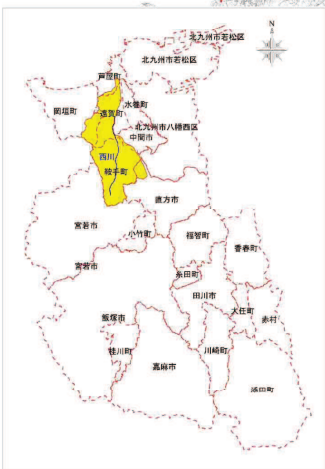 N
北九州市若松区
北九州市若松区
芦屋町
水巻町
岡垣町
遠賀町
北九州市八幡西区
中間市
西川
鞍手町
直方市
宮若市
小竹町
福智町
香春町
宮若市
糸田町
田川市
大任町
赤村
飯塚市
桂川町
川崎町
嘉麻市
添田町